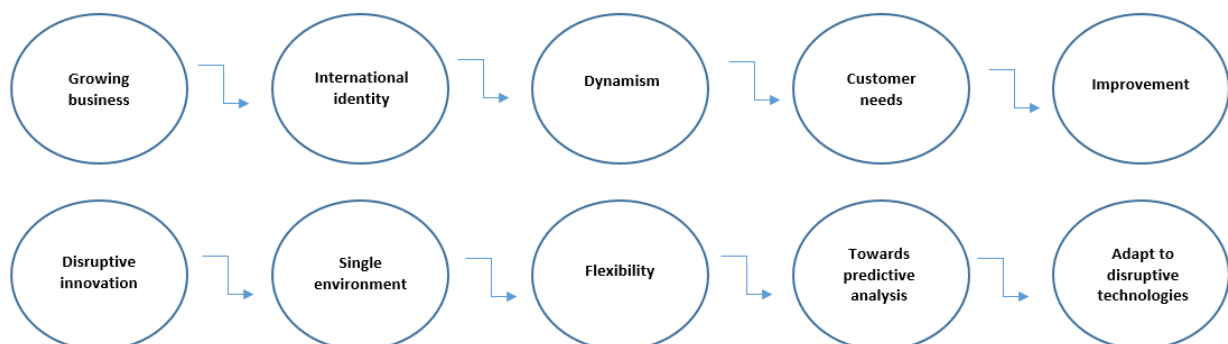 Growing
business
International
identity
Dynamism
Customer
needs
Improvement
Disruptive
innovation
Single
environment
Flexibility
Towards
predictive
analysis
Adapt to
disruptive
technologies